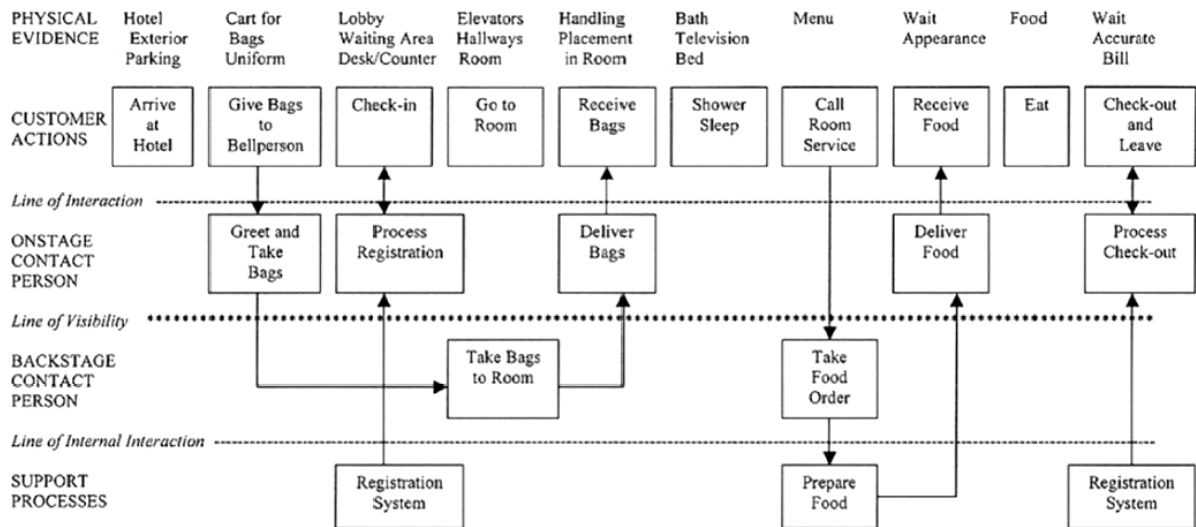 PHYSICAL
EVIDENCE
Hotel
Exterior
Parking
Cart for
Bags
Uniform
Lobby
Waiting Area
Desk/Counter
Elevators
Hallways
Room
Handling
Placement
in Room
Bath
Television
Bed
Menu
Wait
Appearance
Food
Wait
Accurate
Bill
CUSTOMER
ACTIONS
Arrive
at
Hotel
Give Bags
to
Bellperson
Check-in
Go to
Room
Receive
Bags
Shower
Sleep
Call
Room
Service
Receive
Food
Eat
Check-out
and
Leave
Line of Interaction
ONSTAGE
CONTACT
PERSON
Greet and
Take
Bags
Process
Registration
Deliver
Bags
Deliver
Food
Process
Check-out
Line of Visibility
BACKSTAGE
CONTACT
PERSON
Take Bags
to Room
Take
Food
Order
Line of Internal Interaction
SUPPORT
PROCESSES
Registration
System
Prepare
Food
Registration
System